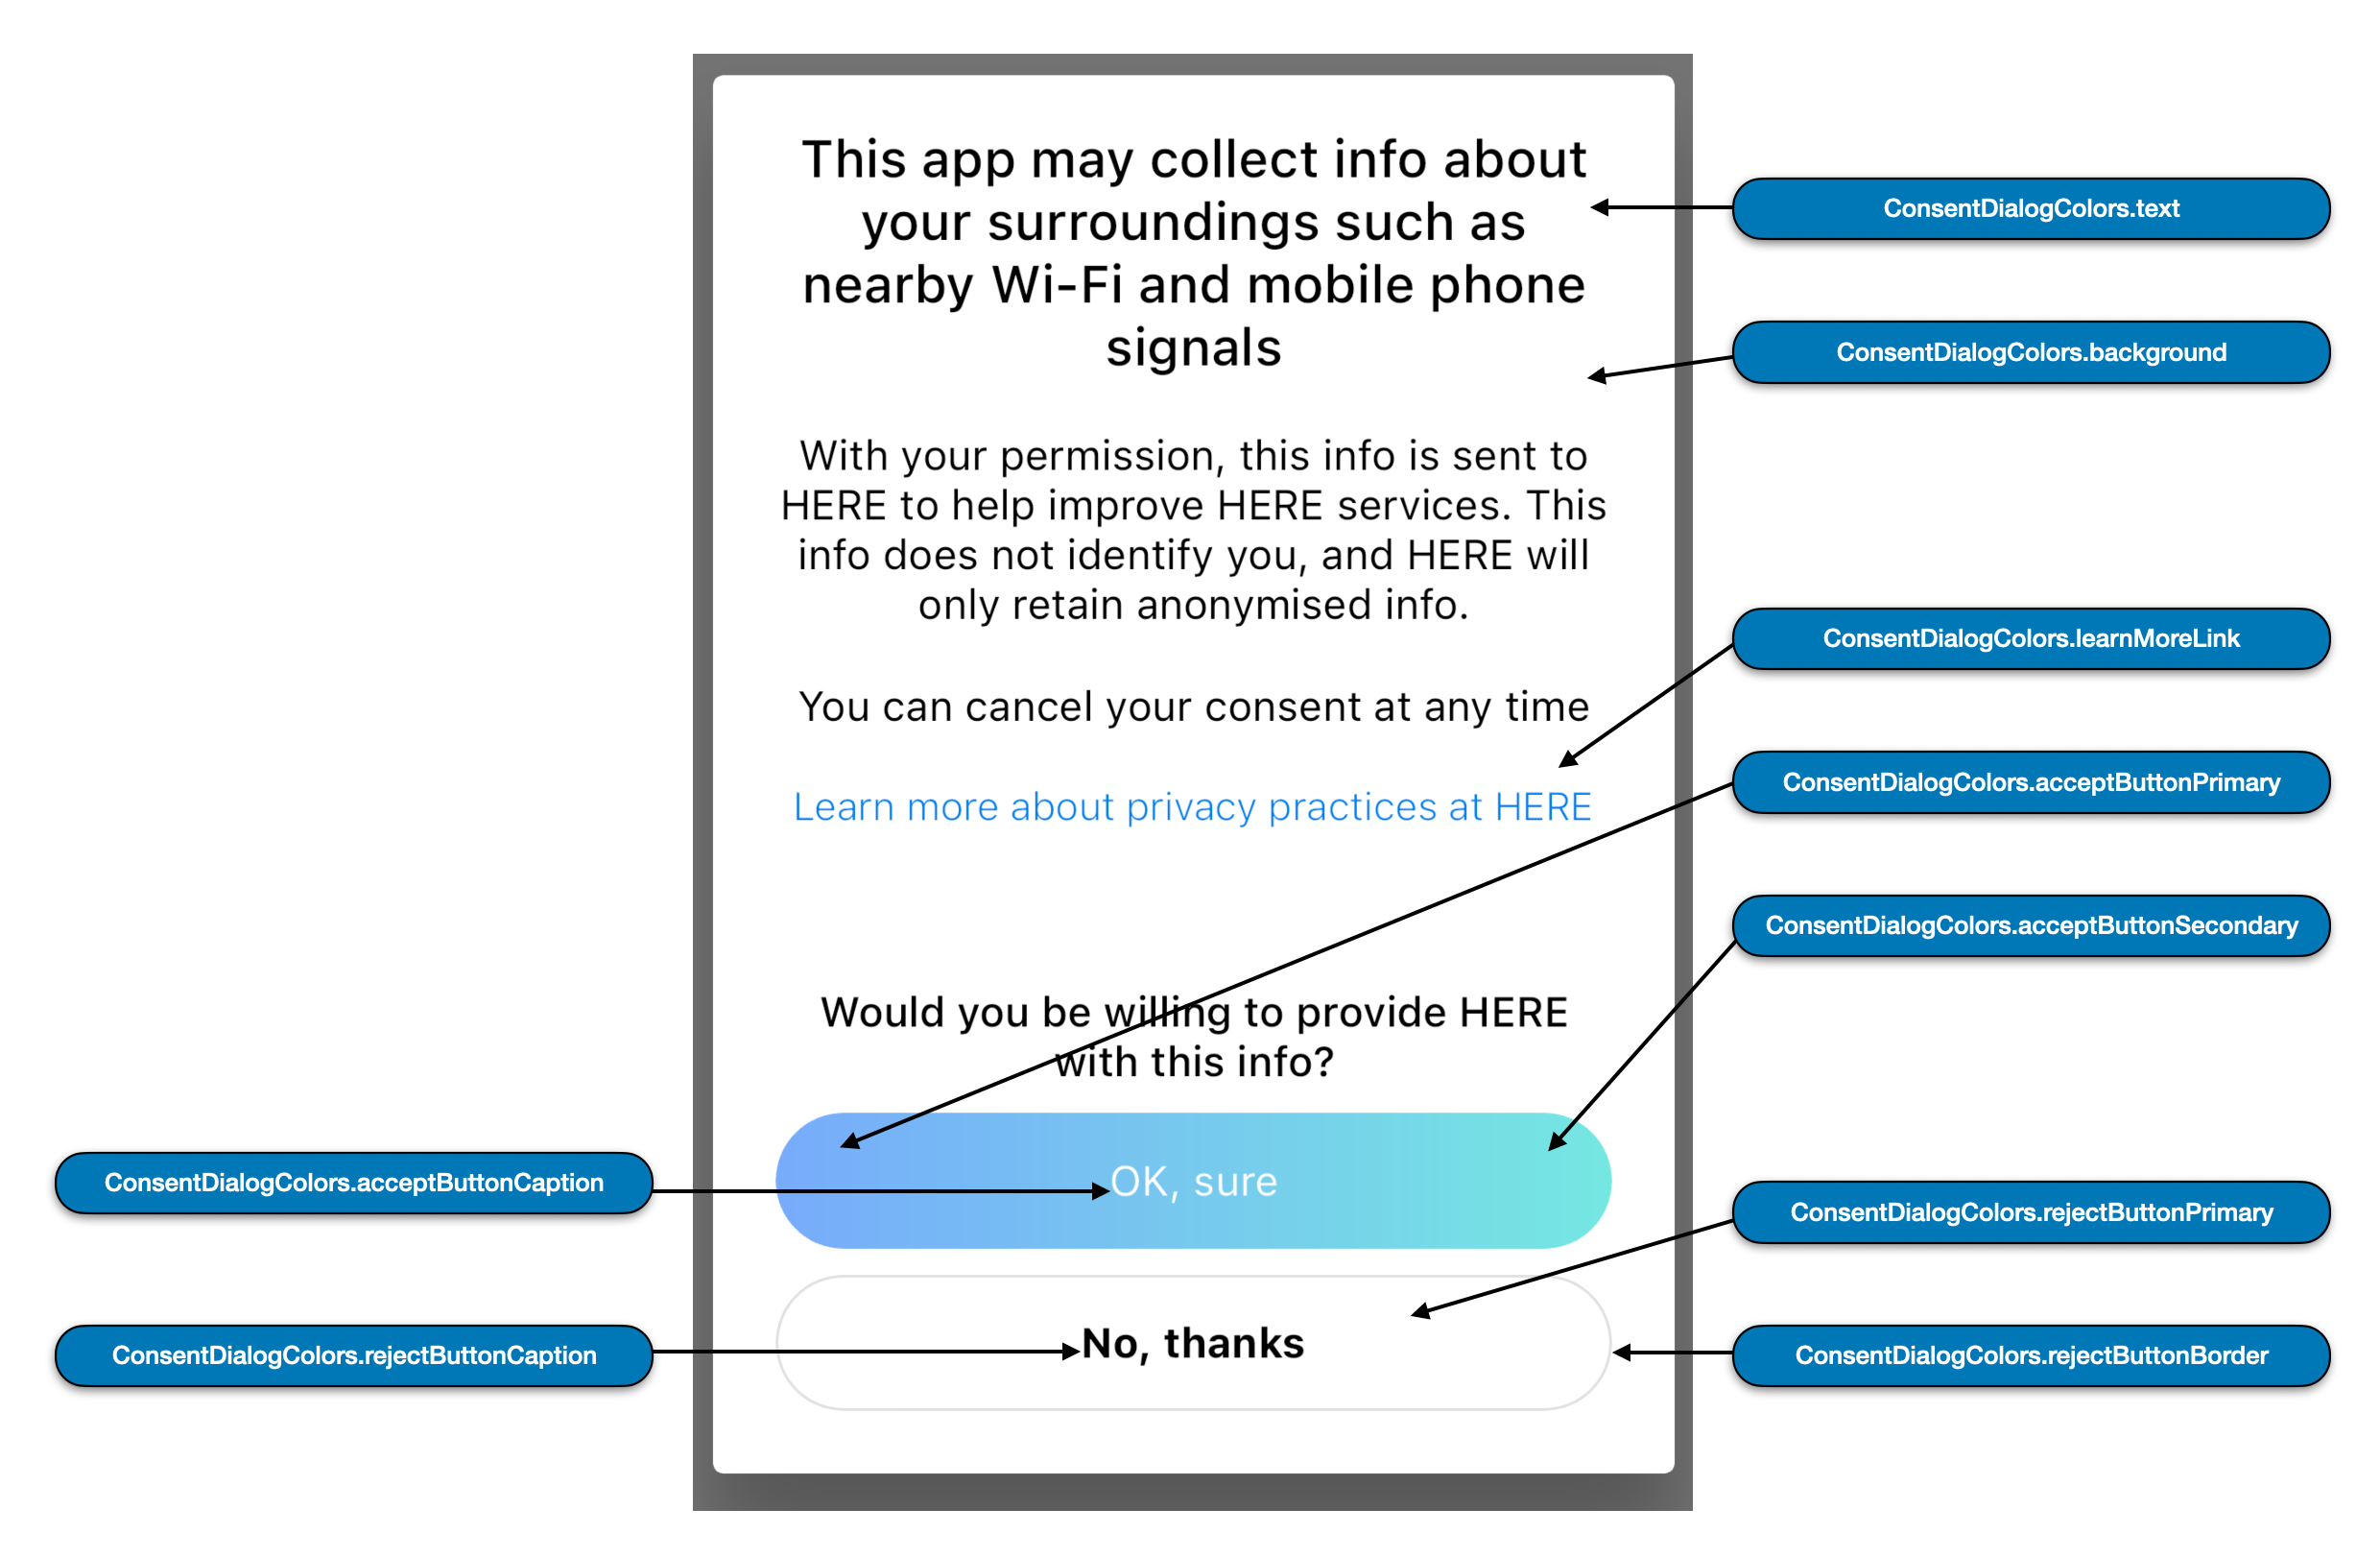 This app may collect info about
your surroundings such as
nearby Wi-Fi and mobile phone
signals
With your permission, this info is sent to
HERE to help improve HERE services. This
info does not identify you, and HERE will
only retain anonymised info.
You can cancel your consent at any time
Learn more about privacy practices at HERE
Would you be willing to provide HERE
with this info?
OK, sure
No, thanks
ConsentDialogColors.text
ConsentDialogColors.background
ConsentDialogColors.learnMoreLink
ConsentDialogColors.acceptButtonPrimary
ConsentDialogColors.acceptButtonSecondary
ConsentDialogColors.acceptButtonCaption
ConsentDialogColors.rejectButtonPrimary
ConsentDialogColors.rejectButtonCaption
ConsentDialogColors.rejectButtonBorder